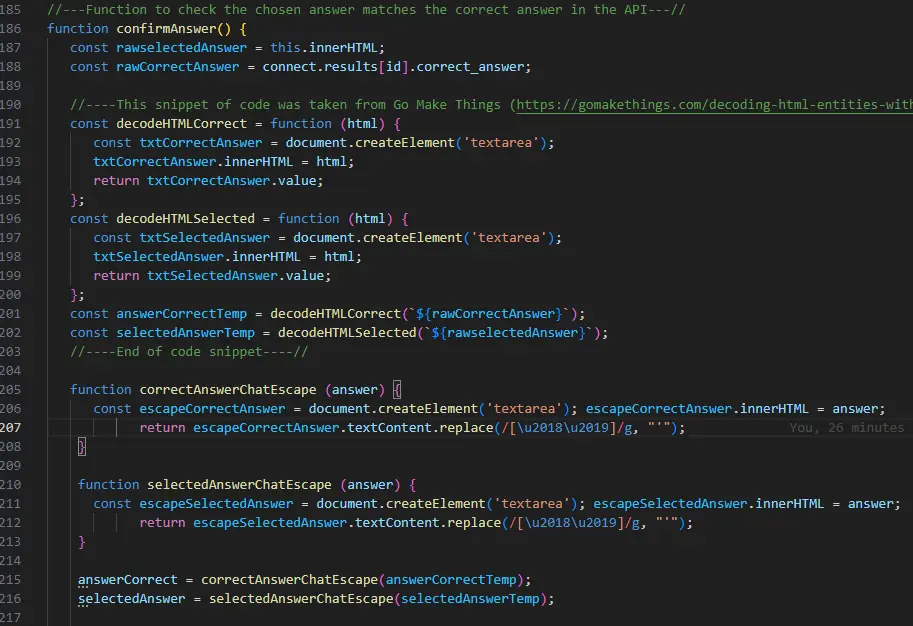 185 //---Function to check the chosen answer matches the correct answer in the API---//
186 function confirmAnswer() {
187 const rawselectedAnswer = this.innerHTML;
188 const rawCorrectAnswer = connect.results[id].correct_answer;
189
190 //----This snippet of code was taken from Go Make Things (https://gomakethings.com/decoding-html-entities-with
191 const decodeHTMLCorrect = function (html) {
192 const txtCorrectAnswer = document.createElement('textarea');
193 txtCorrectAnswer.innerHTML = html;
194 return txtCorrectAnswer.value;
195 };
196 const decodeHTMLSelected = function (html) {
197 const txtSelectedAnswer = document.createElement('textarea');
198 txtSelectedAnswer.innerHTML = html;
199 return txtSelectedAnswer.value;
200 };
201 const answerCorrectTemp = decodeHTMLCorrect(`${rawCorrectAnswer}`);
202 const selectedAnswerTemp = decodeHTMLSelected(`${rawselectedAnswer}`);
203 //----End of code snippet----//
204
205 function correctAnswerChatEscape (answer) {
206 const escapeCorrectAnswer = document.createElement('textarea'); escapeCorrectAnswer.innerHTML = answer;
207 return escapeCorrectAnswer.textContent.replace(/[\u2018\u2019]/g, "'"); You, 26 minutes
208 }
209
210 function selectedAnswerChatEscape (answer) {
211 const escapeSelectedAnswer = document.createElement('textarea'); escapeSelectedAnswer.innerHTML = answer;
212 return escapeSelectedAnswer.textContent.replace(/[\u2018\u2019]/g, "'");
213 }
214
215 answerCorrect = correctAnswerChatEscape(answerCorrectTemp);
216 selectedAnswer = selectedAnswerChatEscape(selectedAnswerTemp);
217